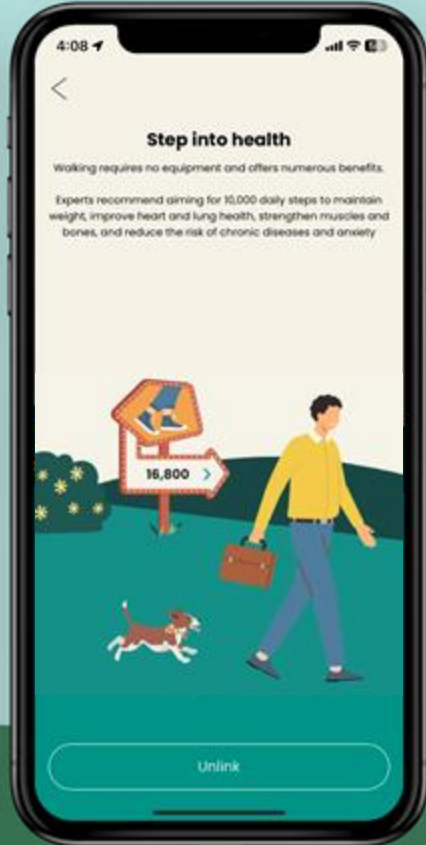 4:08
Step into health
Walking requires no equipment and offers numerous benefits.
Experts recommend aiming for 10,000 daily steps to maintain
weight, improve heart and lung health, strengthen muscles and
bones, and reduce the risk of chronic diseases and anxiety
16,800
Unlink